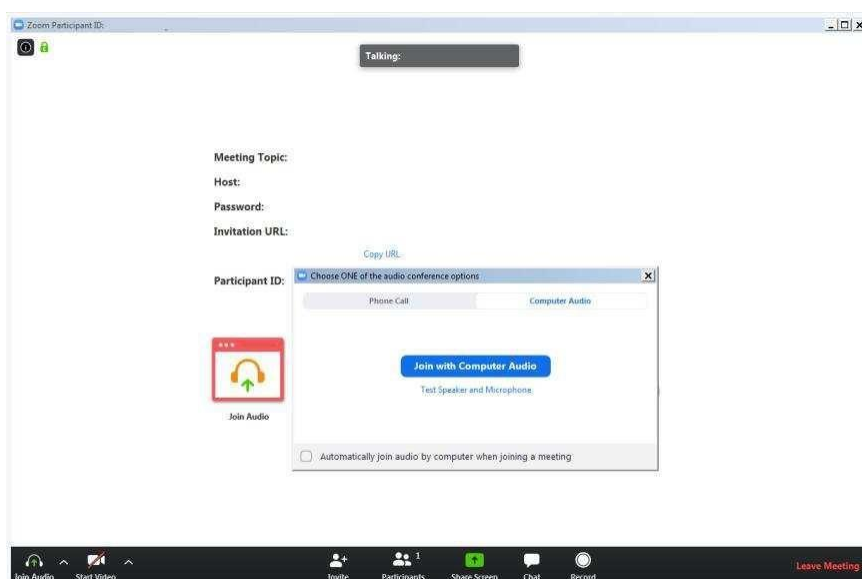 Zoom Participant ID:
Talking:
Meeting Topic:
Host:
Password:
Invitation URL:
Copy URL
Participant ID:
Choose ONE of the audio conference options
Phone Call
Computer Audio
Join with Computer Audio
Test Speaker and Microphone
Join Audio
Automatically join audio by computer when joining a meeting
1
Join Audio
Start Video
Invite
Participants
Share Screen
Chat
Record
Leave Meeting